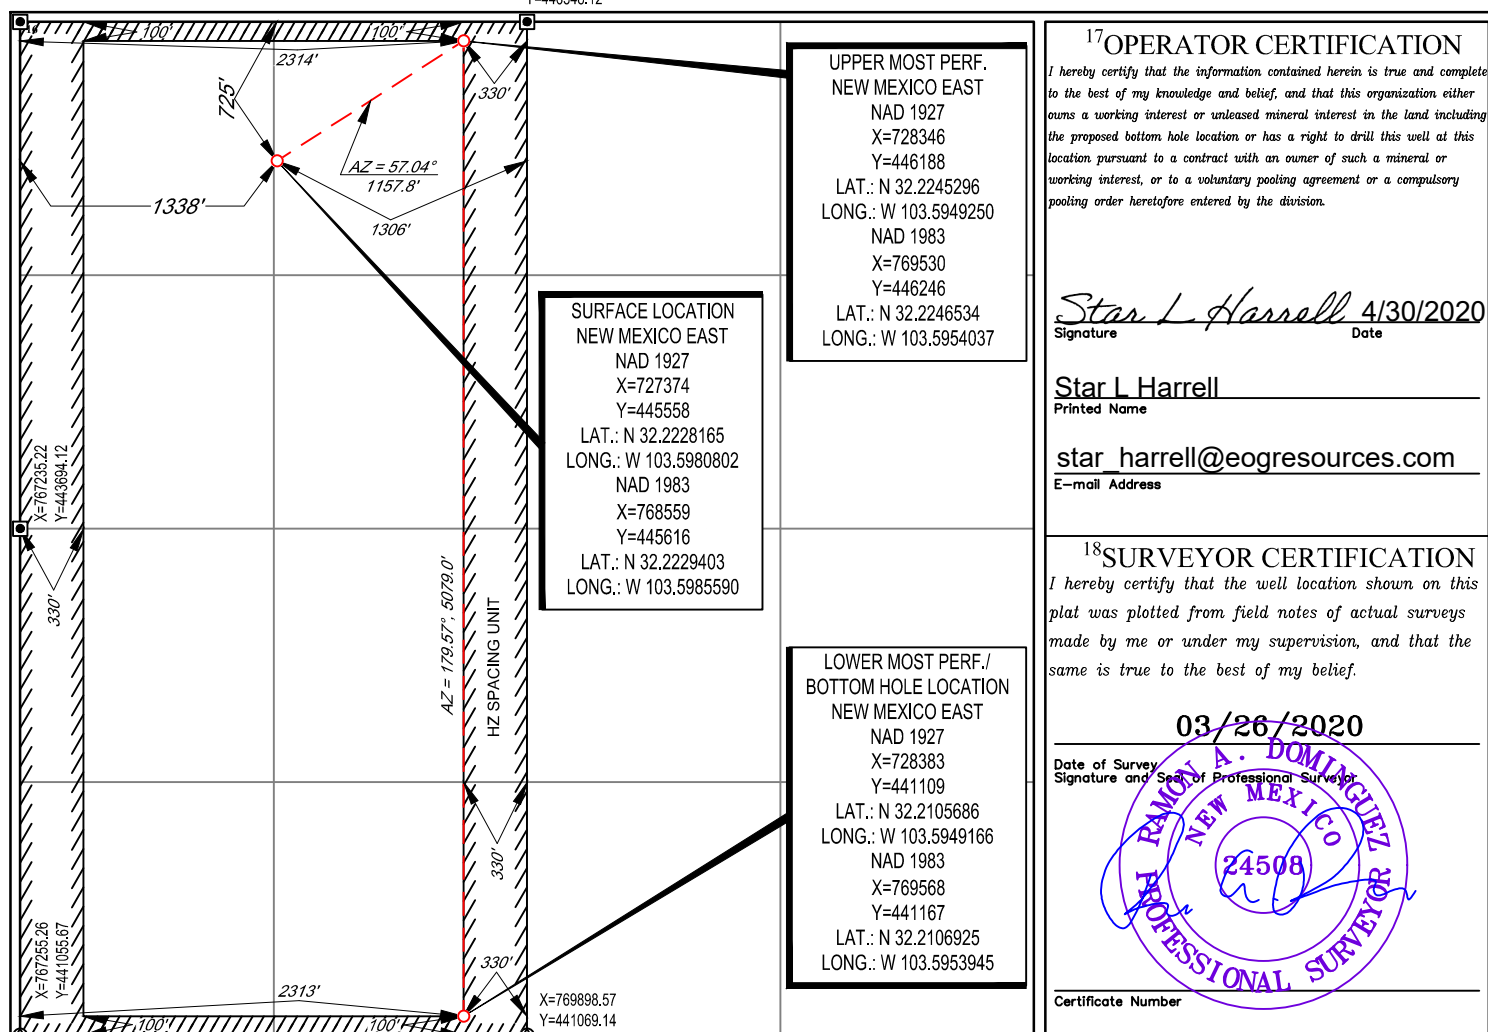 100'
100'
2314'
725'
330'
AZ = 57.04°
1157.8'
1338'
1306'
X=767235.22
Y=443694.12
330'
AZ = 179.57°, 5079.0'
HZ SPACING UNIT
330'
X=767255.26
Y=441055.67
2313'
330'
100'
100'
X=769898.57
Y=441069.14
UPPER MOST PERF.
NEW MEXICO EAST
NAD 1927
X=728346
Y=446188
LAT.: N 32.2245296
LONG.: W 103.5949250
NAD 1983
X=769530
Y=446246
LAT.: N 32.2246534
LONG.: W 103.5954037
SURFACE LOCATION
NEW MEXICO EAST
NAD 1927
X=727374
Y=445558
LAT.: N 32.2228165
LONG.: W 103.5980802
NAD 1983
X=768559
Y=445616
LAT.: N 32.2229403
LONG.: W 103.5985590
LOWER MOST PERF./
BOTTOM HOLE LOCATION
NEW MEXICO EAST
NAD 1927
X=728383
Y=441109
LAT.: N 32.2105686
LONG.: W 103.5949166
NAD 1983
X=769568
Y=441167
LAT.: N 32.2106925
LONG.: W 103.5953945
17OPERATOR CERTIFICATION
I hereby certify that the information contained herein is true and complete
to the best of my knowledge and belief, and that this organization either
owns a working interest or unleased mineral interest in the land including
the proposed bottom hole location or has a right to drill this well at this
location pursuant to a contract with an owner of such a mineral or
working interest, or to a voluntary pooling agreement or a compulsory
pooling order heretofore entered by the division.
Star L Harrell 4/30/2020
Signature Date
Star L Harrell
Printed Name
star_harrell@eogresources.com
E-mail Address
18SURVEYOR CERTIFICATION
I hereby certify that the well location shown on this
plat was plotted from field notes of actual surveys
made by me or under my supervision, and that the
same is true to the best of my belief.
03/26/2020
Date of Survey
Signature and Seal of Professional Surveyor
RAMON A. DOMINGUEZ
NEW MEXICO
24508
PROFESSIONAL SURVEYOR
Certificate Number